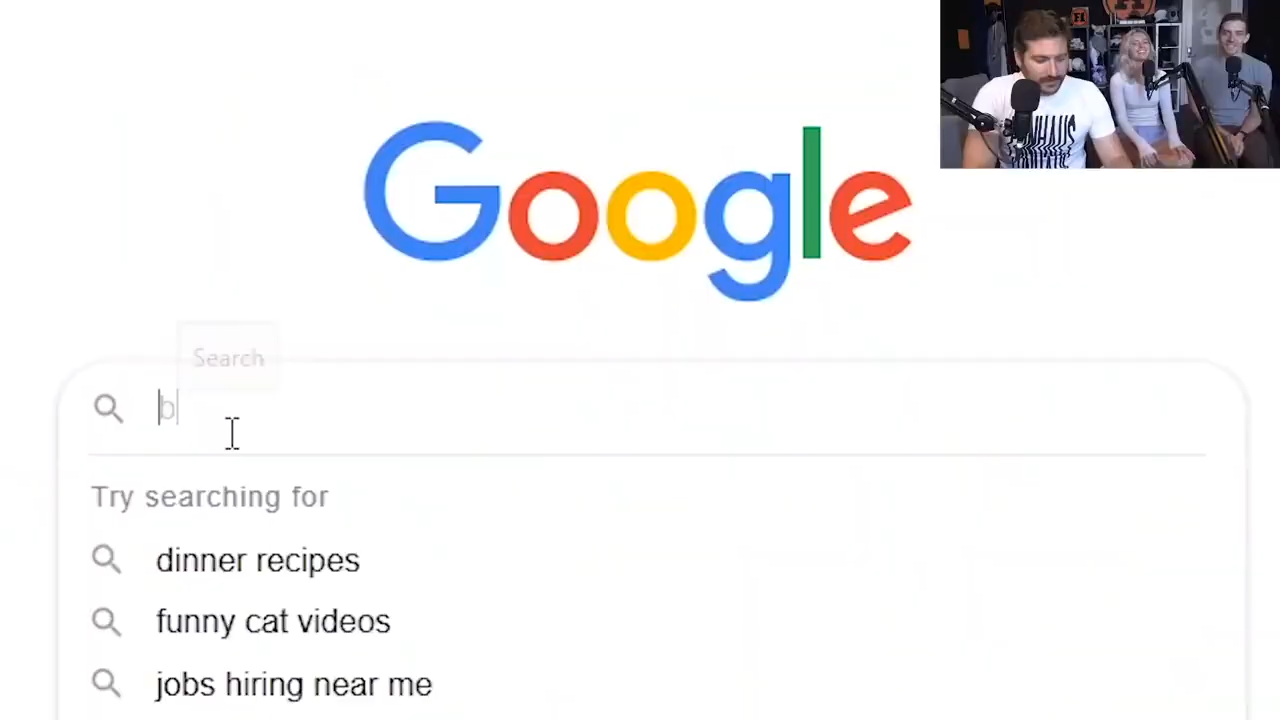 Google
Search
b
Try searching for
dinner recipes
funny cat videos
jobs hiring near me